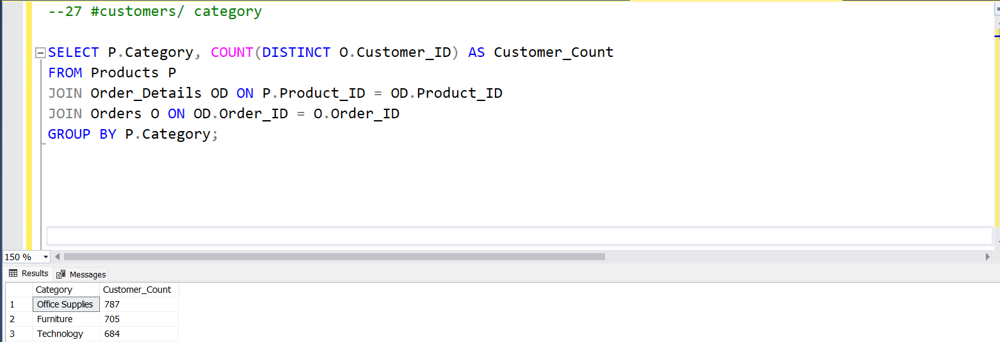 --27 #customers/ category
SELECT P.Category, COUNT(DISTINCT O.Customer_ID) AS Customer_Count
FROM Products P
JOIN Order_Details OD ON P.Product_ID = OD.Product_ID
JOIN Orders O ON OD.Order_ID = O.Order_ID
GROUP BY P.Category;
150 %
Results Messages
Category Customer_Count
1 Office Supplies 787
2 Furniture 705
3 Technology 684